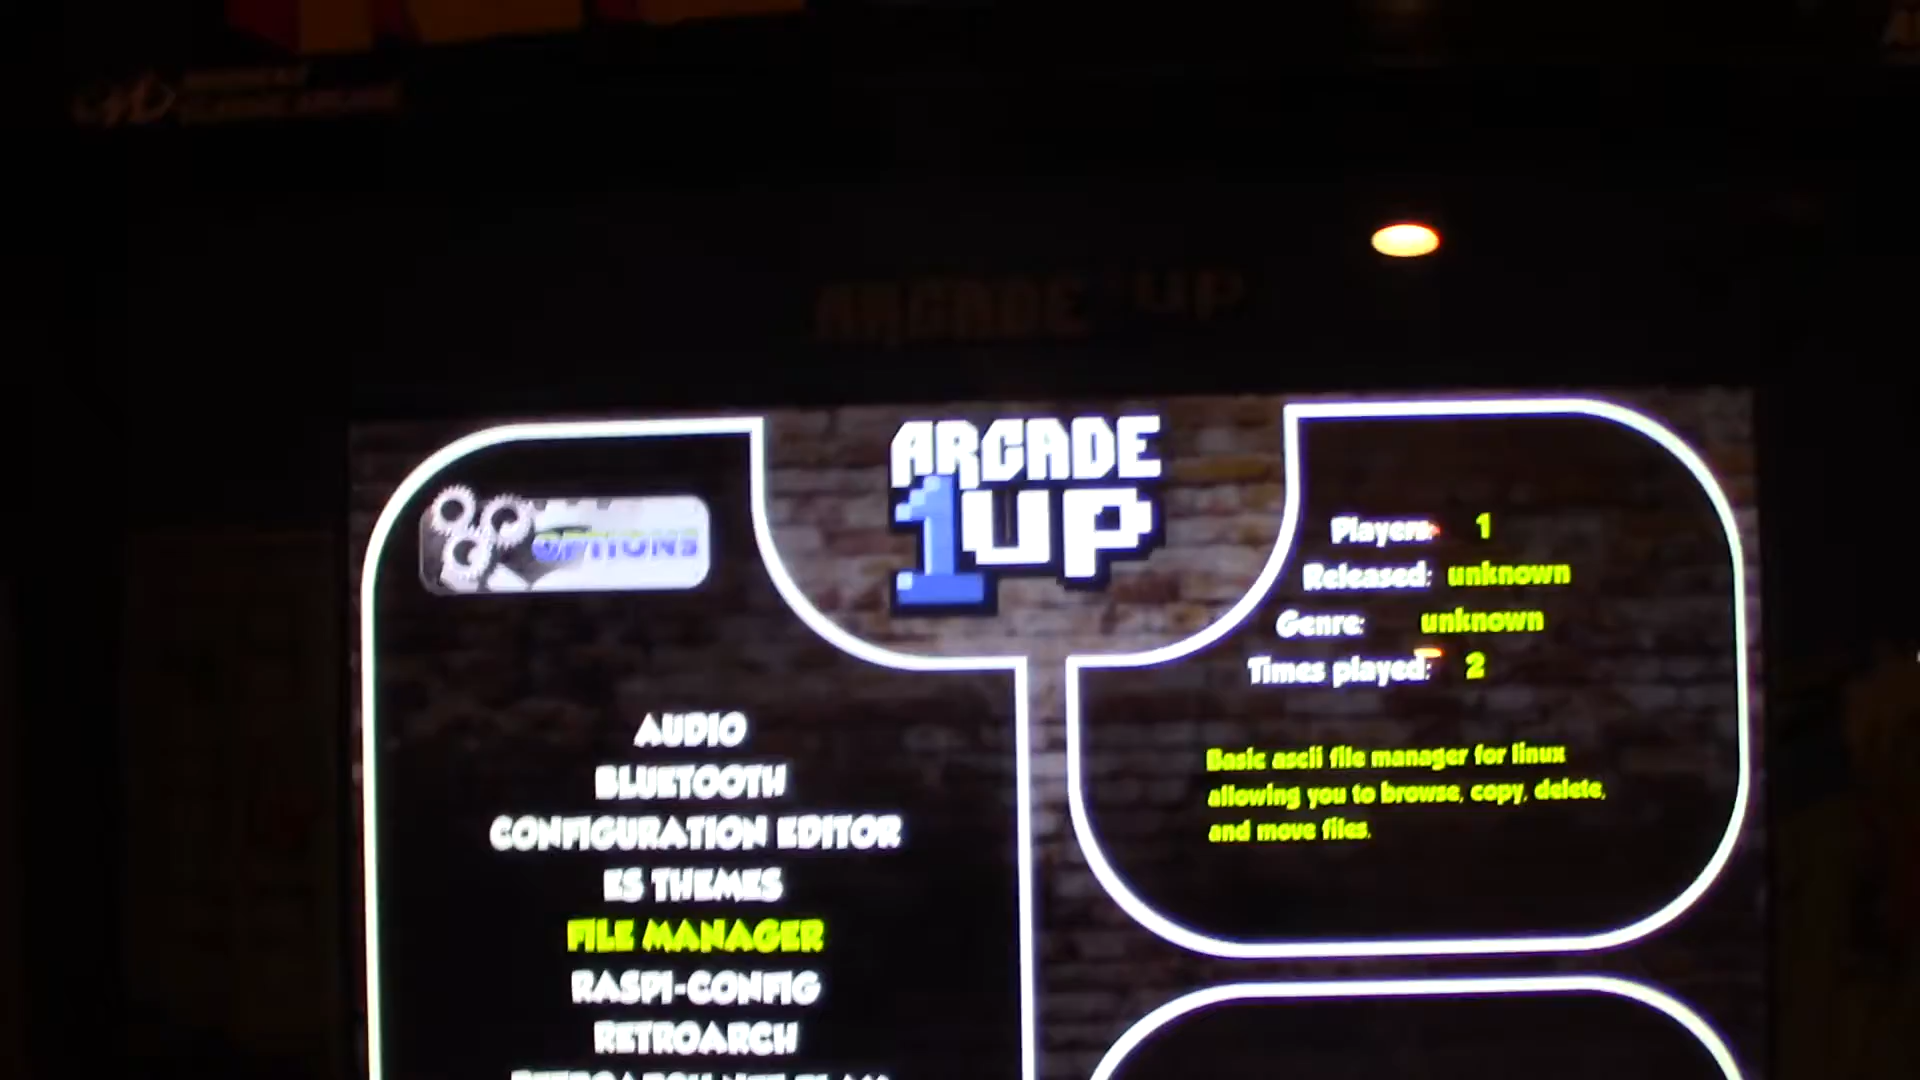 ARCADE 1UP
ARCADE
1UP
OPTIONS
AUDIO
BLUETOOTH
CONFIGURATION EDITOR
ES THEMES
FILE MANAGER
RASPI-CONFIG
RETROARCH
Players: 1
Released: unknown
Genre: unknown
Times played: 2
Basic ascii file manager for linux
allowing you to browse, copy, delete,
and move files.